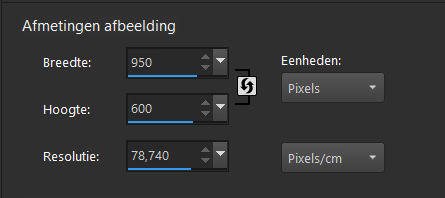 Afmetingen afbeelding
Breedte: 950 Eenheden:
Pixels
Hoogte: 600
Resolutie: 78,740 Pixels/cm